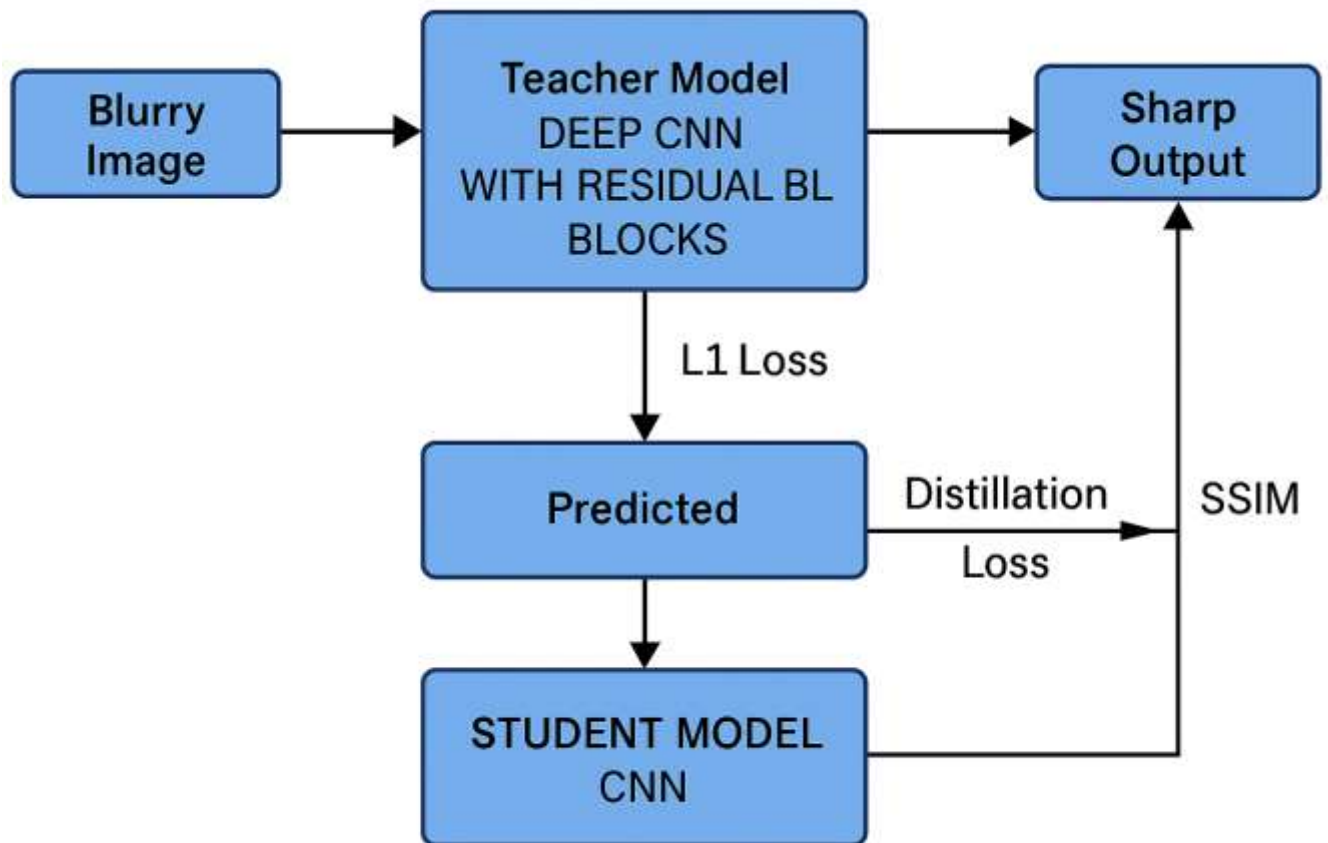 Blurry
Image
Teacher Model
DEEP CNN
WITH RESIDUAL BL
BLOCKS
Sharp
Output
L1 Loss
Predicted
Distillation
Loss
SSIM
STUDENT MODEL
CNN